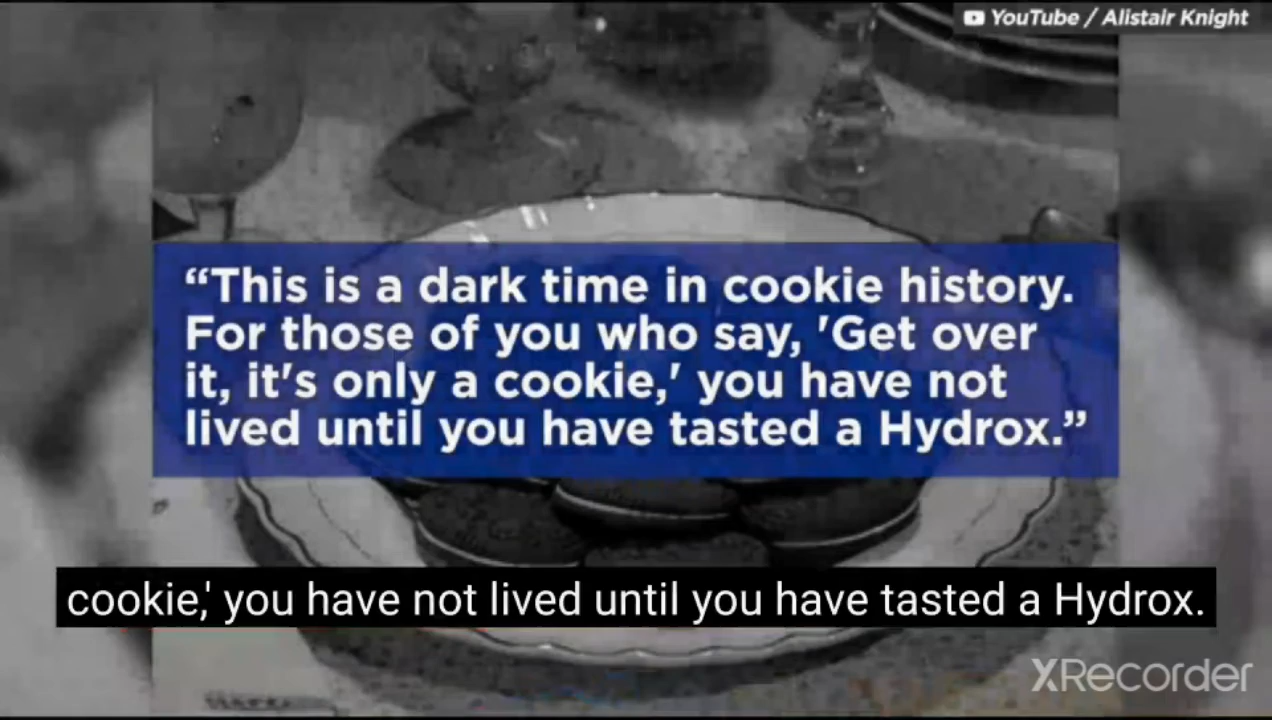 YouTube / Alistair Knight
“This is a dark time in cookie history.
For those of you who say, 'Get over
it, it's only a cookie,' you have not
lived until you have tasted a Hydrox.”
cookie,' you have not lived until you have tasted a Hydrox.
XRecorder